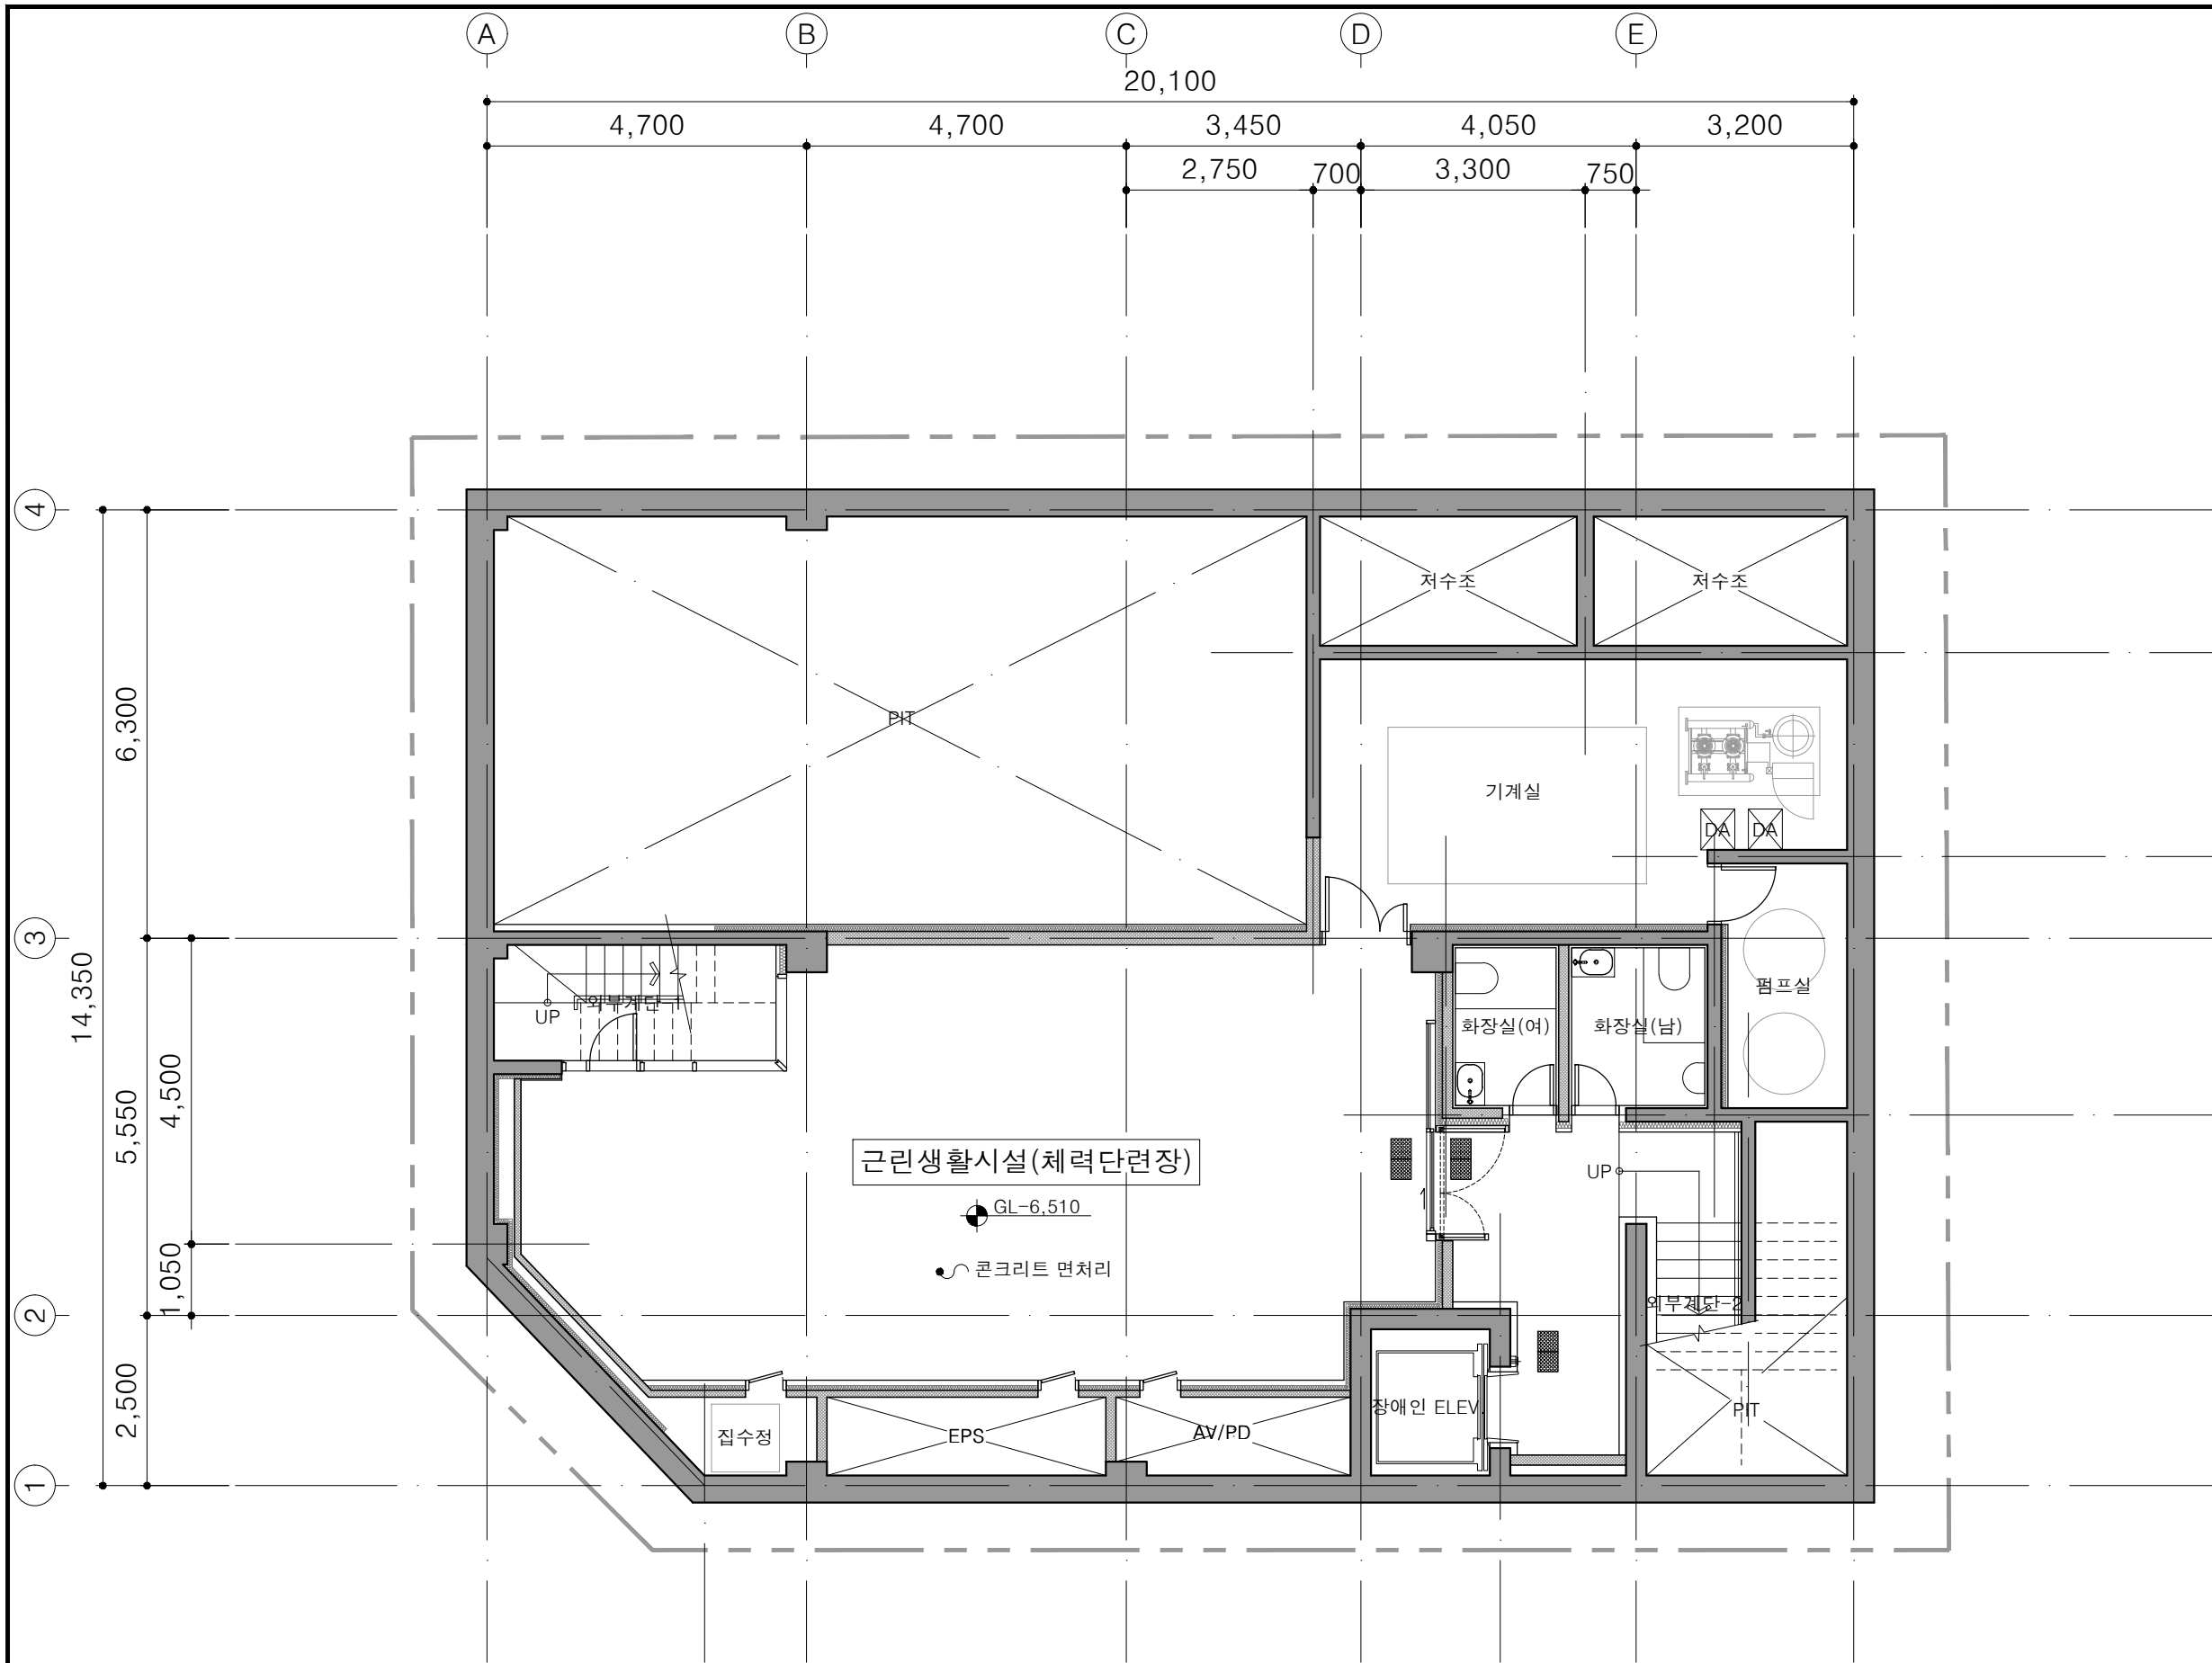 A B C D E
20,100
4,700 4,700 3,450 4,050 3,200
2,750 700 3,300 750
4
3
2
1
14,350
6,300
5,550
2,500
4,500
1,050
저수조 저수조
PIT
기계실
DA DA
외부계단
UP
펌프실
화장실(여) 화장실(남)
근린생활시설(체력단련장)
UP
GL-6,510
콘크리트 면처리
외부계단-2
장애인 ELEV.
PIT
집수정
EPS
AV/PD